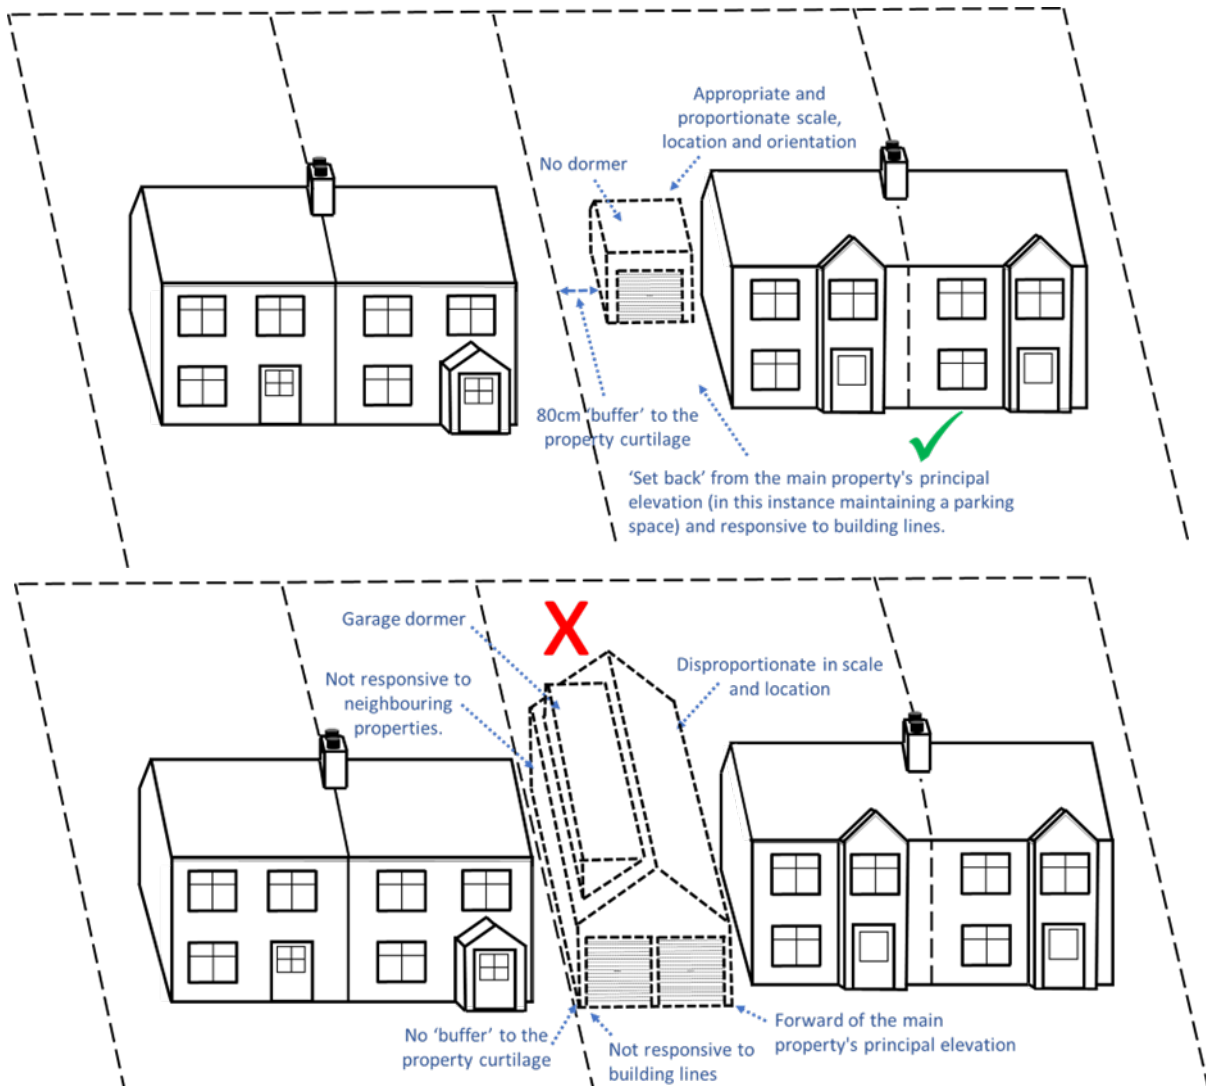 Appropriate and
proportionate scale,
location and orientation
No dormer
80cm 'buffer' to the
property curtilage
‘Set back’ from the main property's principal
elevation (in this instance maintaining a parking
space) and responsive to building lines.
X
Garage dormer
Not responsive to
neighbouring
properties.
Disproportionate in scale
and location
No ‘buffer’ to the
property curtilage
Not responsive to
building lines
Forward of the main
property's principal elevation